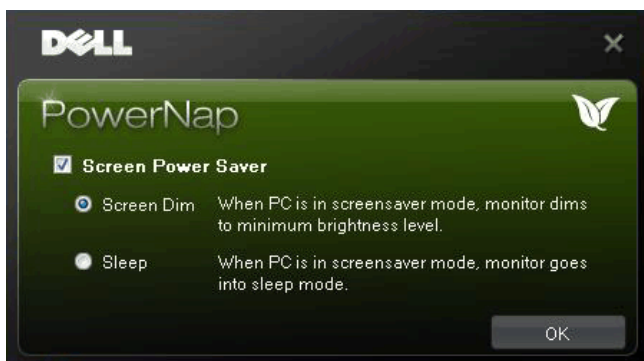 DELL
PowerNap
Screen Power Saver
Screen Dim When PC is in screensaver mode, monitor dims
to minimum brightness level.
Sleep When PC is in screensaver mode, monitor goes
into sleep mode.
OK